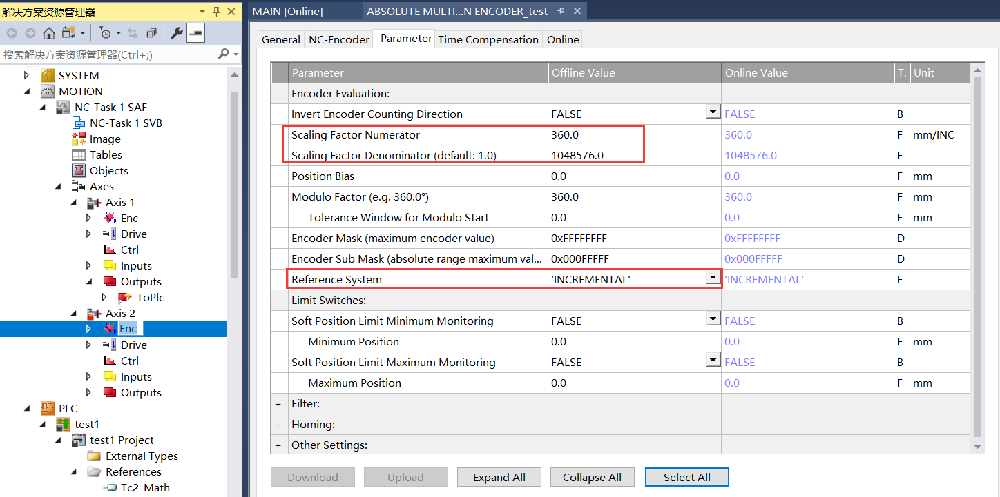 解决方案资源管理器
搜索解决方案资源管理器(Ctrl+;)
SYSTEM
MOTION
NC-Task 1 SAF
NC-Task 1 SVB
Image
Tables
Objects
Axes
Axis 1
Enc
Drive
Ctrl
Inputs
Outputs
ToPlc
Axis 2
Enc
Drive
Ctrl
Inputs
Outputs
PLC
test1
test1 Project
External Types
References
Tc2_Math
MAIN [Online] ABSOLUTE MULTI...N ENCODER_test
General NC-Encoder Parameter Time Compensation Online
Parameter Offline Value Online Value T. Unit
- Encoder Evaluation:
Invert Encoder Counting Direction FALSE FALSE B
Scaling Factor Numerator 360.0 360.0 F mm/INC
Scaling Factor Denominator (default: 1.0) 1048576.0 1048576.0 F
Position Bias 0.0 0.0 F mm
Modulo Factor (e.g. 360.0°) 360.0 360.0 F mm
Tolerance Window for Modulo Start 0.0 0.0 F mm
Encoder Mask (maximum encoder value) 0xFFFFFFFF 0xFFFFFFFF D
Encoder Sub Mask (absolute range maximum val... 0x000FFFFF 0x000FFFFF D
Reference System 'INCREMENTAL' 'INCREMENTAL' E
- Limit Switches:
Soft Position Limit Minimum Monitoring FALSE FALSE B
Minimum Position 0.0 0.0 F mm
Soft Position Limit Maximum Monitoring FALSE FALSE B
Maximum Position 0.0 0.0 F mm
+ Filter:
+ Homing:
+ Other Settings:
Download Upload Expand All Collapse All Select All